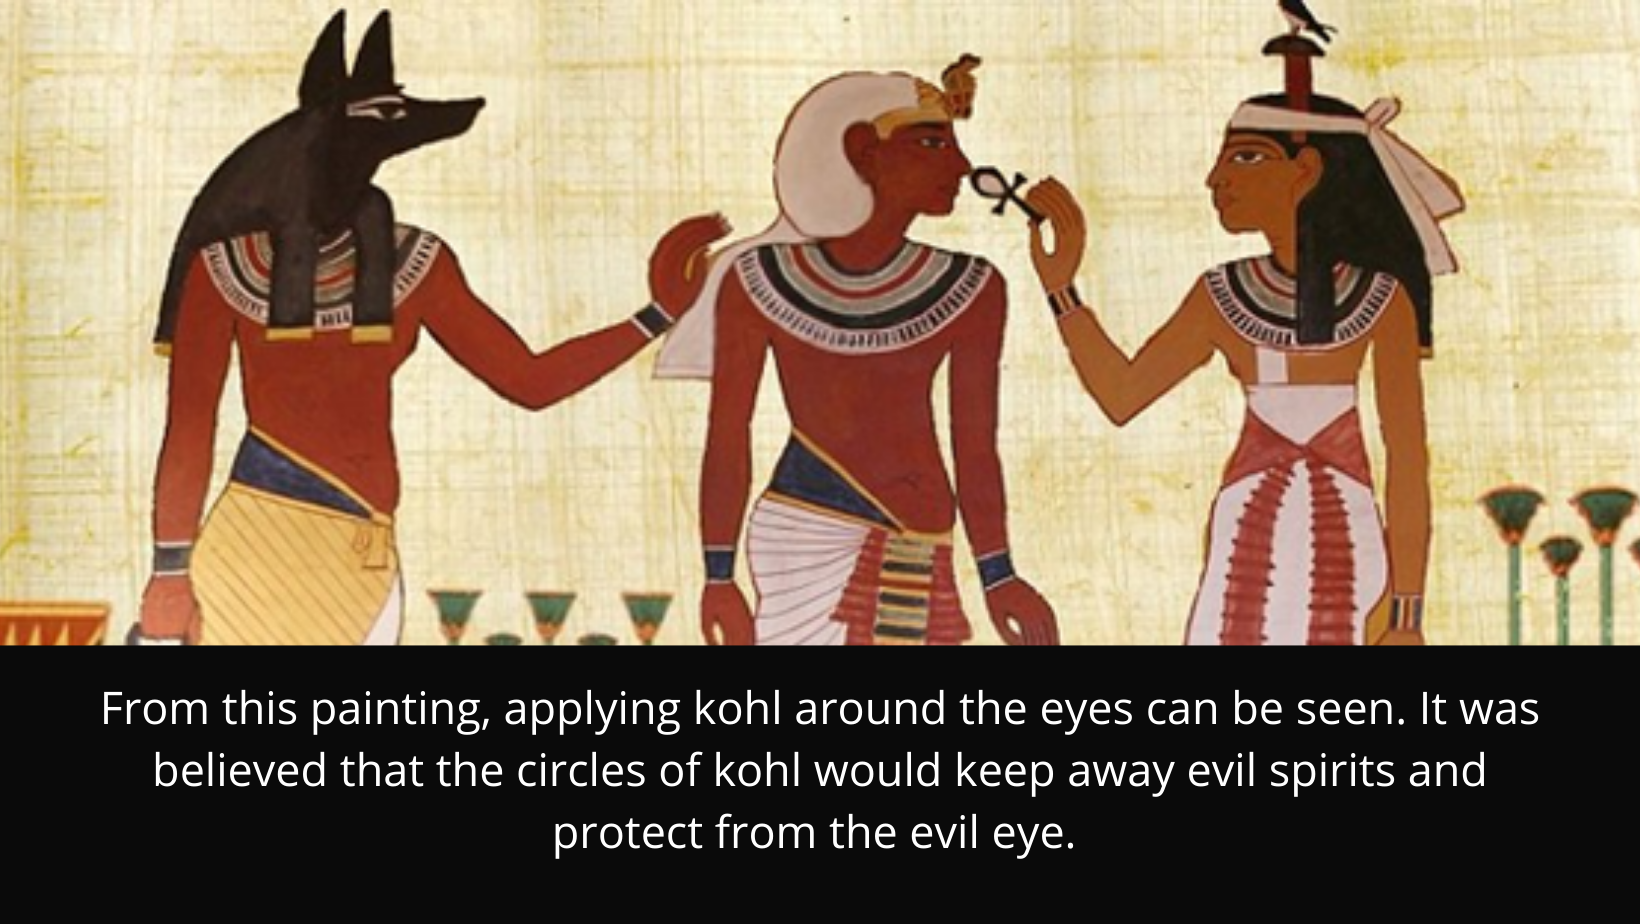 From this painting, applying kohl around the eyes can be seen. It was
believed that the circles of kohl would keep away evil spirits and
protect from the evil eye.